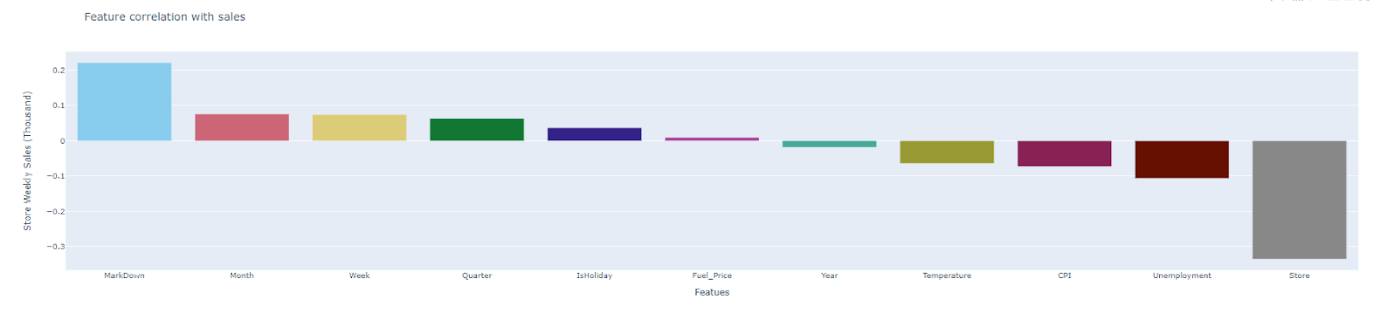 Feature correlation with sales
Store Weekly Sales (Thousand)
0.2
0.1
0
−0.1
−0.2
−0.3
MarkDown Month Week Quarter IsHoliday Fuel_Price Year Temperature CPI Unemployment Store
Featues